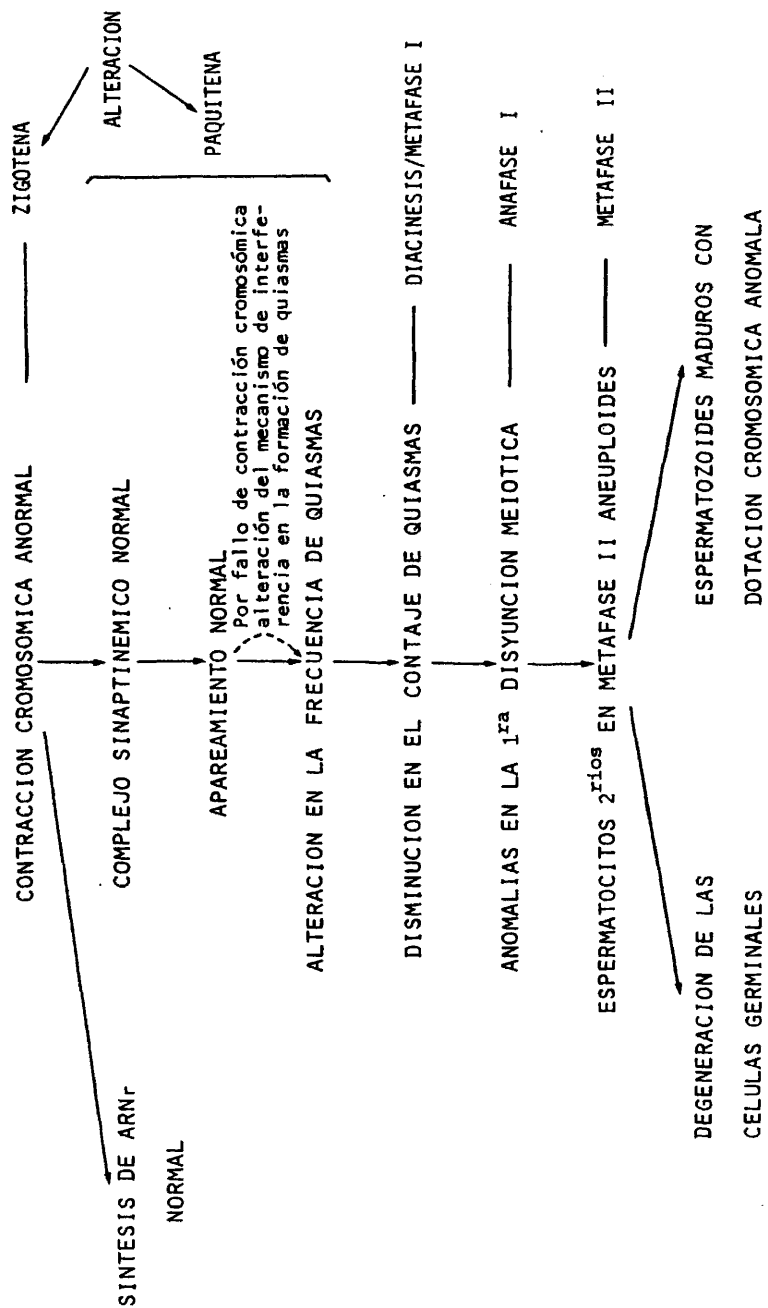 CONTRACCION CROMOSOMICA ANORMAL
ZIGOTENA
ALTERACION
PAQUITENA
SINTESIS DE ARNr
NORMAL
COMPLEJO SINAPTINEMICO NORMAL
APAREAMIENTO NORMAL
Por fallo de contracción cromosómica
alteración del mecanismo de interfe-
rencia en la formación de quiasmas
ALTERACION EN LA FRECUENCIA DE QUIASMAS
DISMINUCION EN EL CONTAJE DE QUIASMAS
DIACINESIS/METAFASE I
ANOMALIAS EN LA 1ra DISYUNCION MEIOTICA
ANAFASE I
ESPERMATOCITOS 2rios EN METAFASE II ANEUPLOIDES
METAFASE II
DEGENERACION DE LAS
CELULAS GERMINALES
ESPERMATOZOIDES MADUROS CON
DOTACION CROMOSOMICA ANOMALA